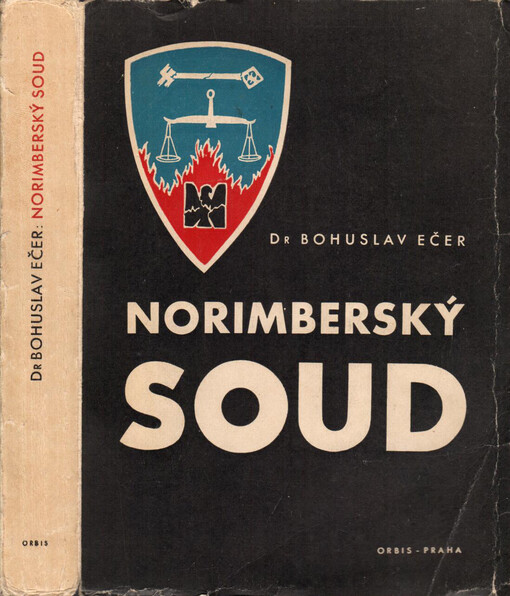 Dr BOHUSLAV EČER: NORIMBERSKÝ SOUD
ORBIS
Dr BOHUSLAV EČER
NORIMBERSKÝ
SOUD
ORBIS - PRAHA